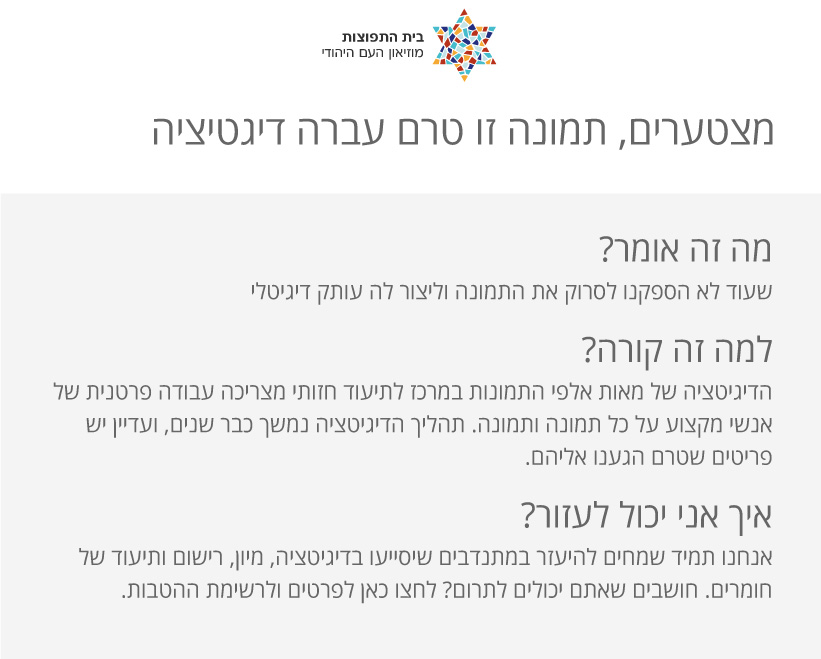 בית התפוצות
מוזיאון העם היהודי
מצטערים, תמונה זו טרם עברה דיגטיציה
מה זה אומר?
שעוד לא הספקנו לסרוק את התמונה וליצור לה עותק דיגיטלי
למה זה קורה?
הדיגיטציה של מאות אלפי התמונות במרכז לתיעוד חזותי מצריכה עבודה פרטנית של
אנשי מקצוע על כל תמונה ותמונה. תהליך הדיגיטציה נמשך כבר שנים, ועדיין יש
פריטים שטרם הגענו אליהם.
איך אני יכול לעזור?
אנחנו תמיד שמחים להיעזר במתנדבים שיסייעו בדיגיטציה, מיון, רישום ותיעוד של
חומרים. חושבים שאתם יכולים לתרום? לחצו כאן לפרטים ולרשימת ההטבות.